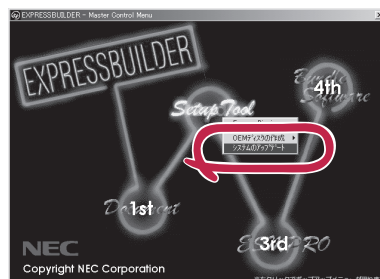 EXPRESSBUILDER - Master Control Menu
EXPRESSBUILDER
4th
Setup Tool
OEMディスクの作成
システムのアップデート
1st
3rd
NEC
Copyright NEC Corporation